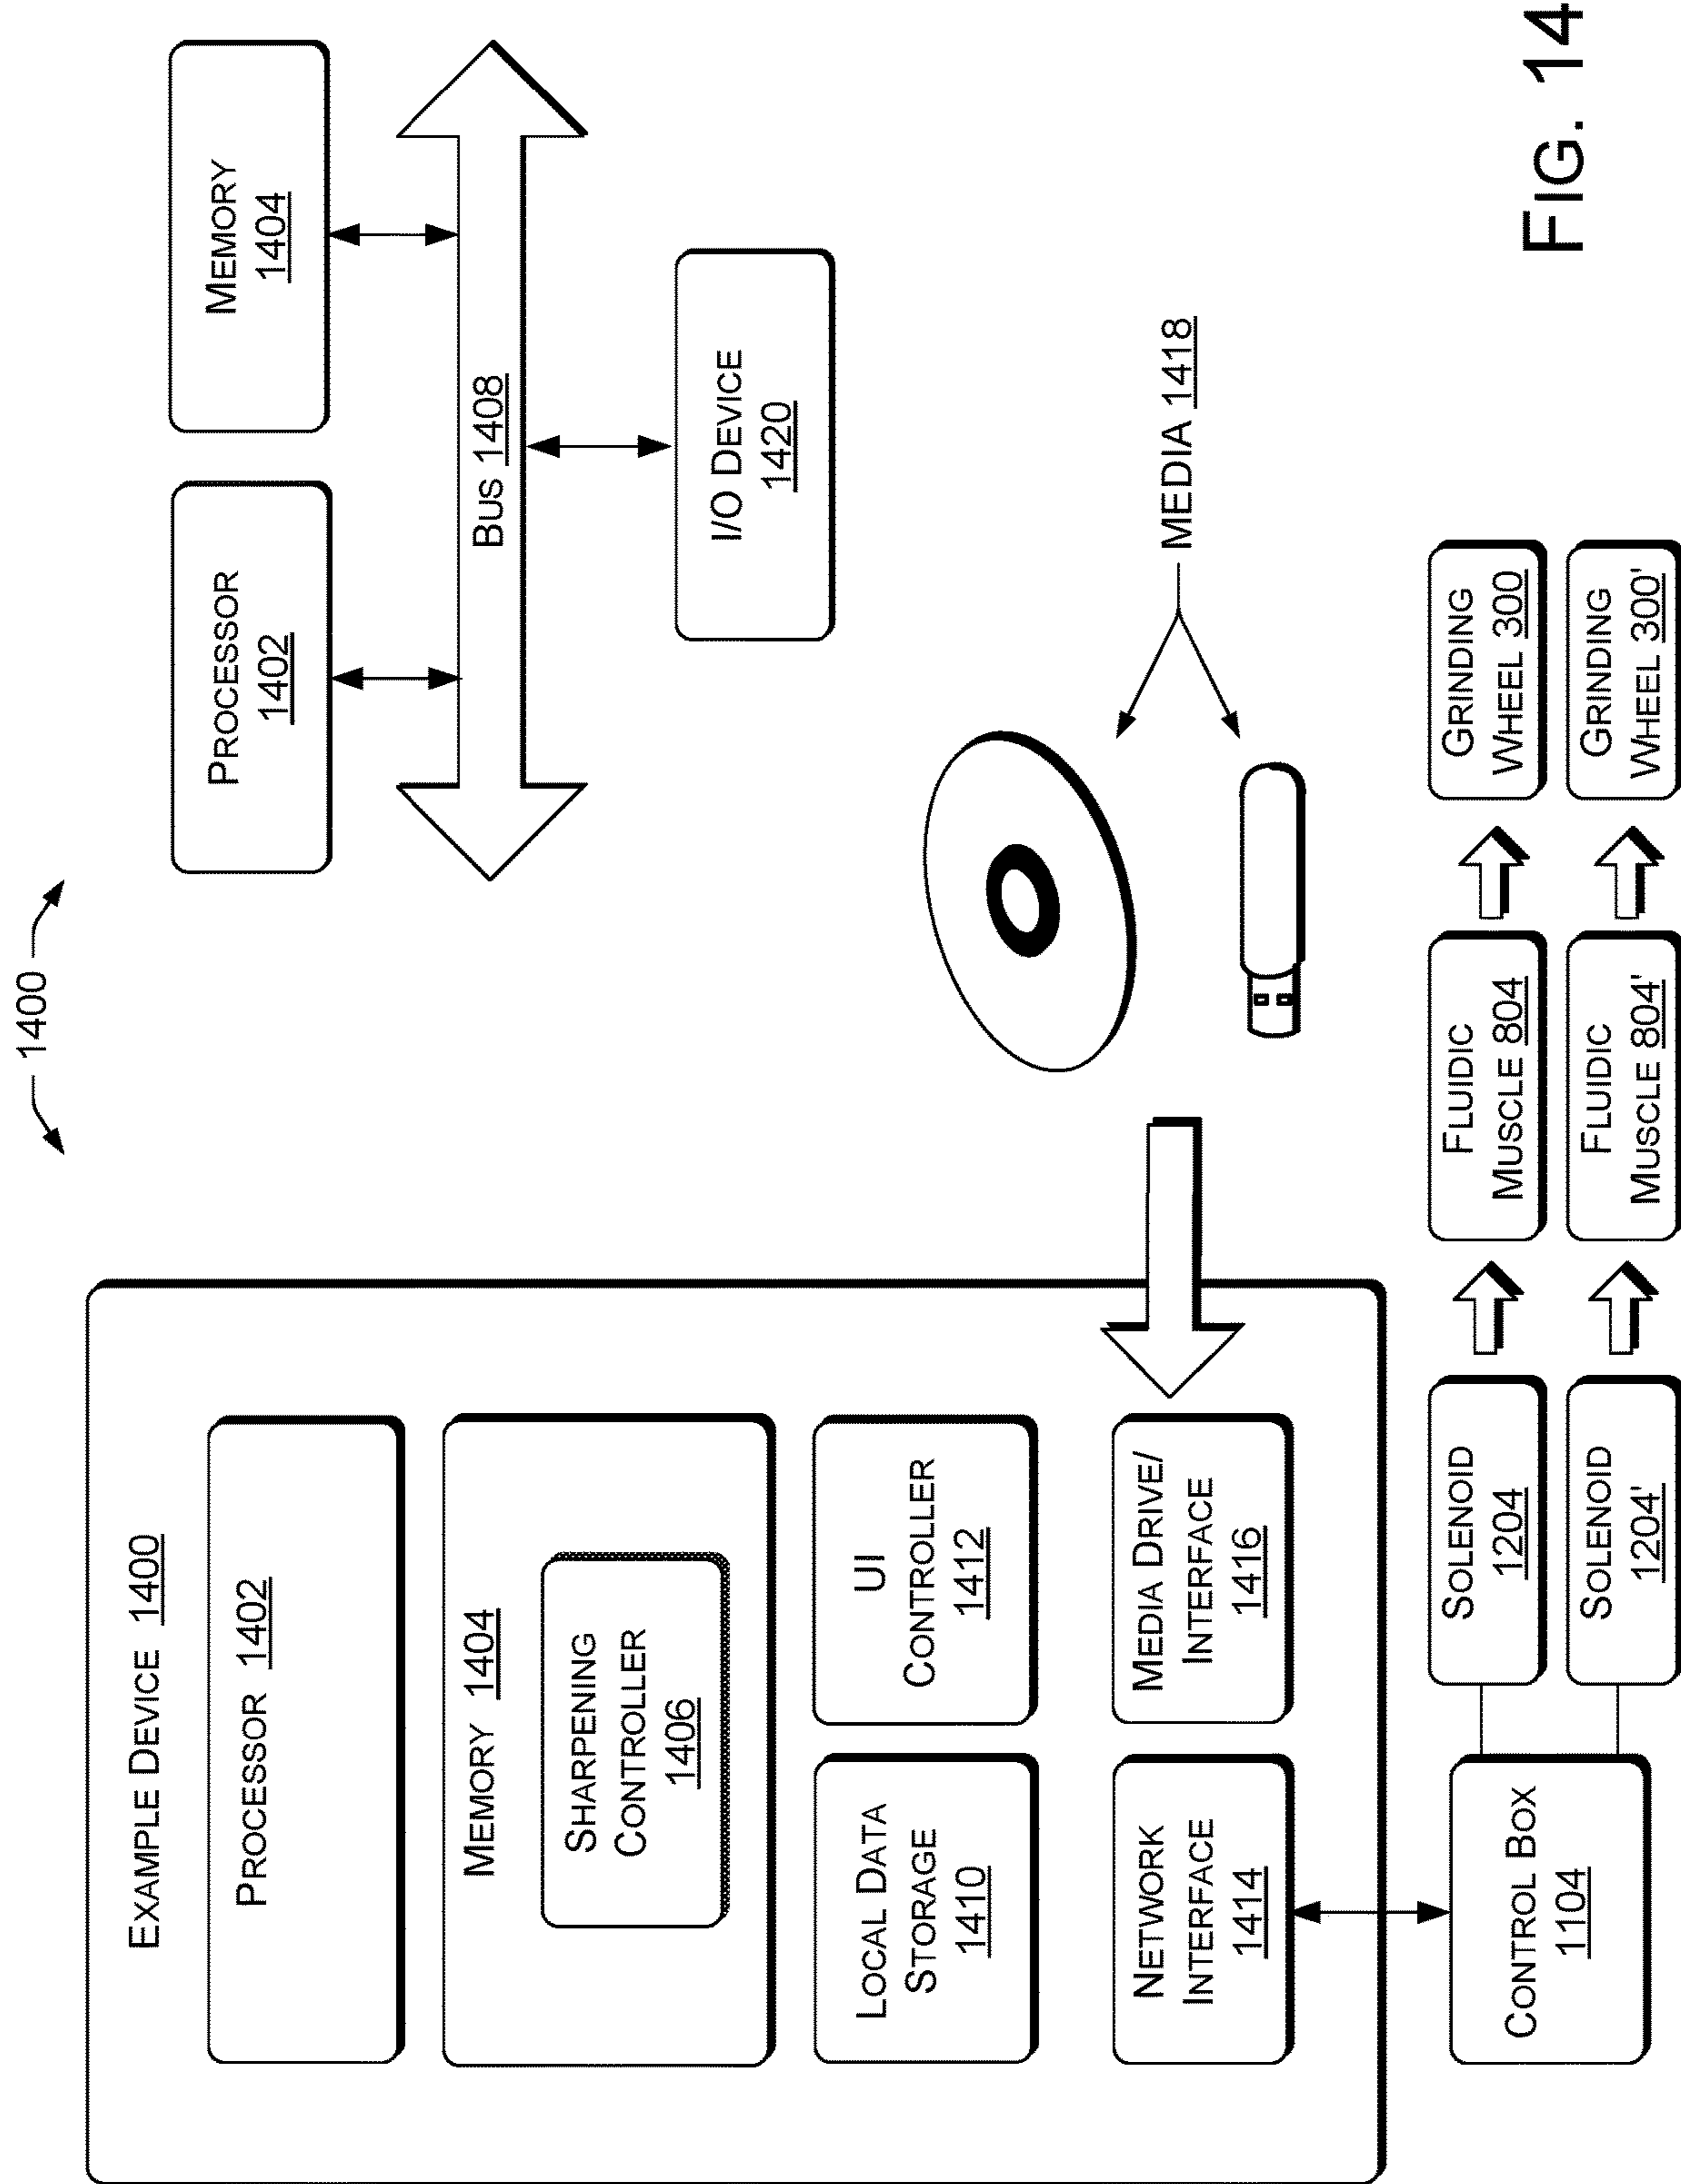 1400
EXAMPLE DEVICE 1400
PROCESSOR 1402
MEMORY 1404
SHARPENING
CONTROLLER
1406
LOCAL DATA
STORAGE
1410
UI
CONTROLLER
1412
NETWORK
INTERFACE
1414
MEDIA DRIVE/
INTERFACE
1416
PROCESSOR
1402
MEMORY
1404
BUS 1408
I/O DEVICE
1420
MEDIA 1418
CONTROL BOX
1104
SOLENOID
1204
FLUIDIC
MUSCLE 804
GRINDING
WHEEL 300
SOLENOID
1204'
FLUIDIC
MUSCLE 804'
GRINDING
WHEEL 300'
FIG. 14